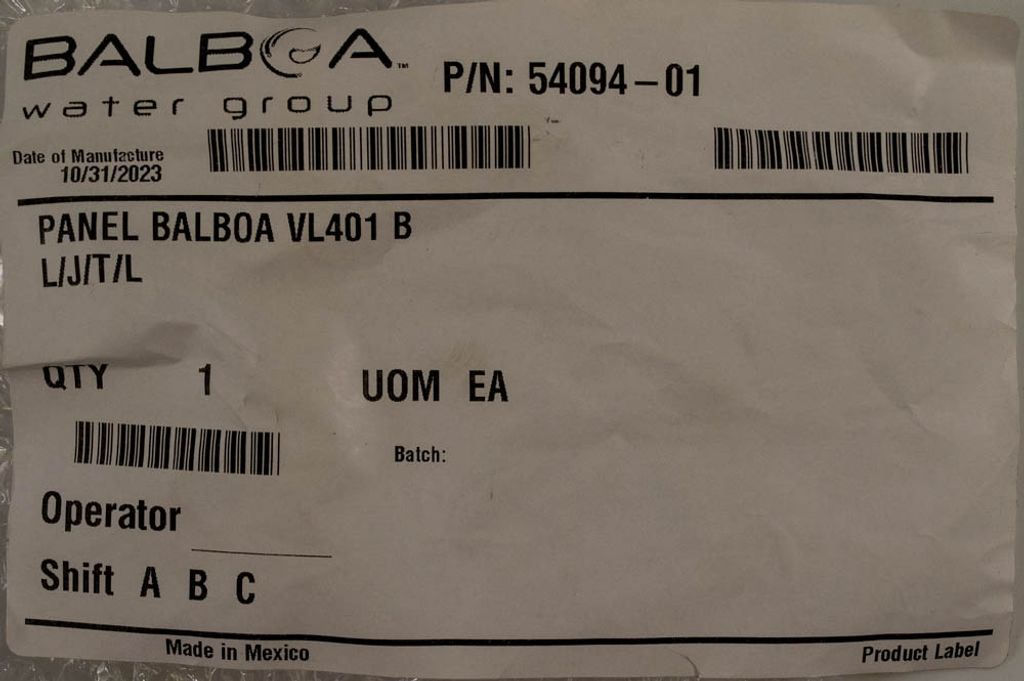 BALBOA™
water group
P/N: 54094-01
Date of Manufacture
10/31/2023
PANEL BALBOA VL401 B
L/J/T/L
QTY 1 UOM EA
Batch:
Operator
Shift A B C
Made in Mexico
Product Label